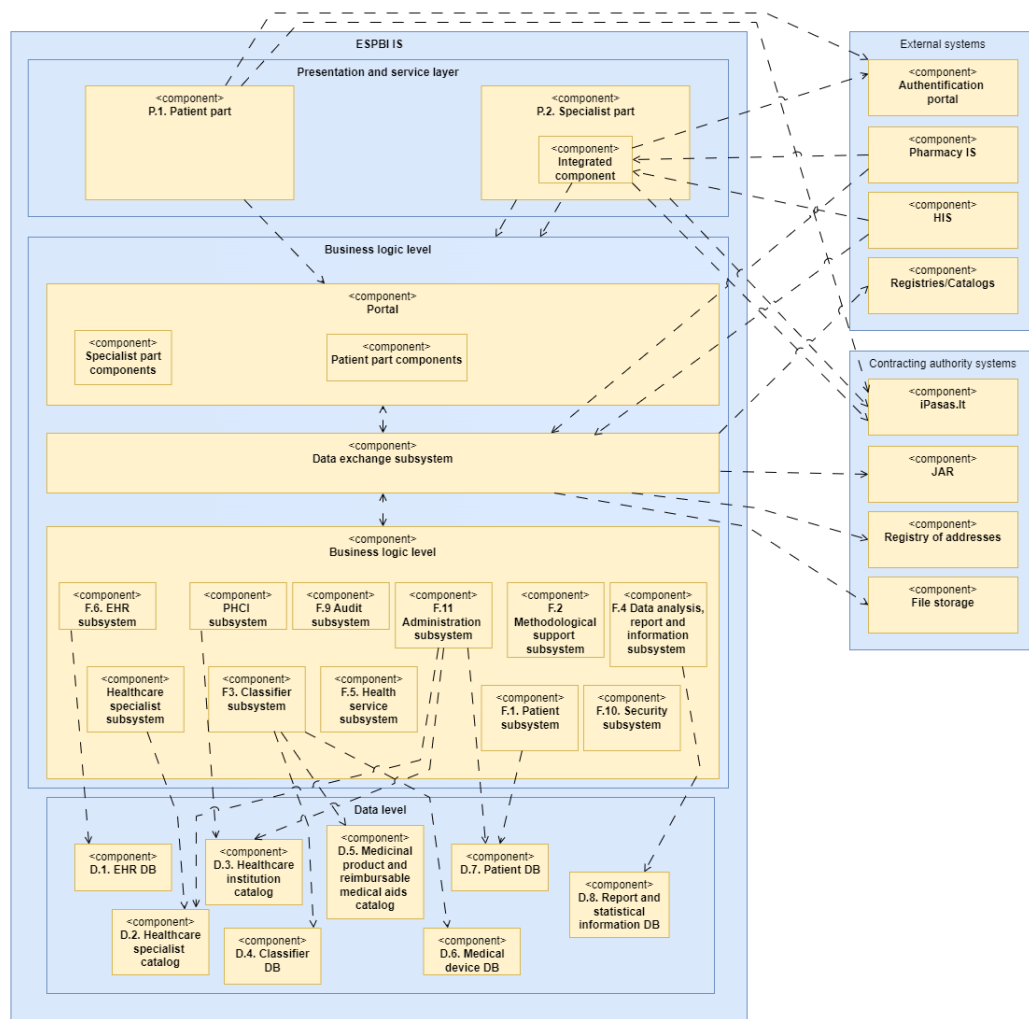 ESPBI IS
Presentation and service layer
<component>
P.1. Patient part
<component>
P.2. Specialist part
<component>
Integrated
component
Business logic level
<component>
Portal
<component>
Specialist part
components
<component>
Patient part components
<component>
Data exchange subsystem
<component>
Business logic level
<component>
F.6. EHR
subsystem
<component>
PHCI
subsystem
<component>
F.9 Audit
subsystem
<component>
F.11
Administration
subsystem
<component>
F.2
Methodological
support
subsystem
<component>
F.4 Data analysis,
report and
information
subsystem
<component>
Healthcare
specialist
subsystem
<component>
F3. Classifier
subsystem
<component>
F.5. Health
service
subsystem
<component>
F.1. Patient
subsystem
<component>
F.10. Security
subsystem
Data level
<component>
D.1. EHR DB
<component>
D.2. Healthcare
specialist
catalog
<component>
D.3. Healthcare
institution
catalog
<component>
D.4. Classifier
DB
<component>
D.5. Medicinal
product and
reimbursable
medical aids
catalog
<component>
D.6. Medical
device DB
<component>
D.7. Patient DB
<component>
D.8. Report and
statistical
information DB
External systems
<component>
Authentification
portal
<component>
Pharmacy IS
<component>
HIS
<component>
Registries/Catalogs
Contracting authority systems
<component>
iPasas.lt
<component>
JAR
<component>
Registry of addresses
<component>
File storage